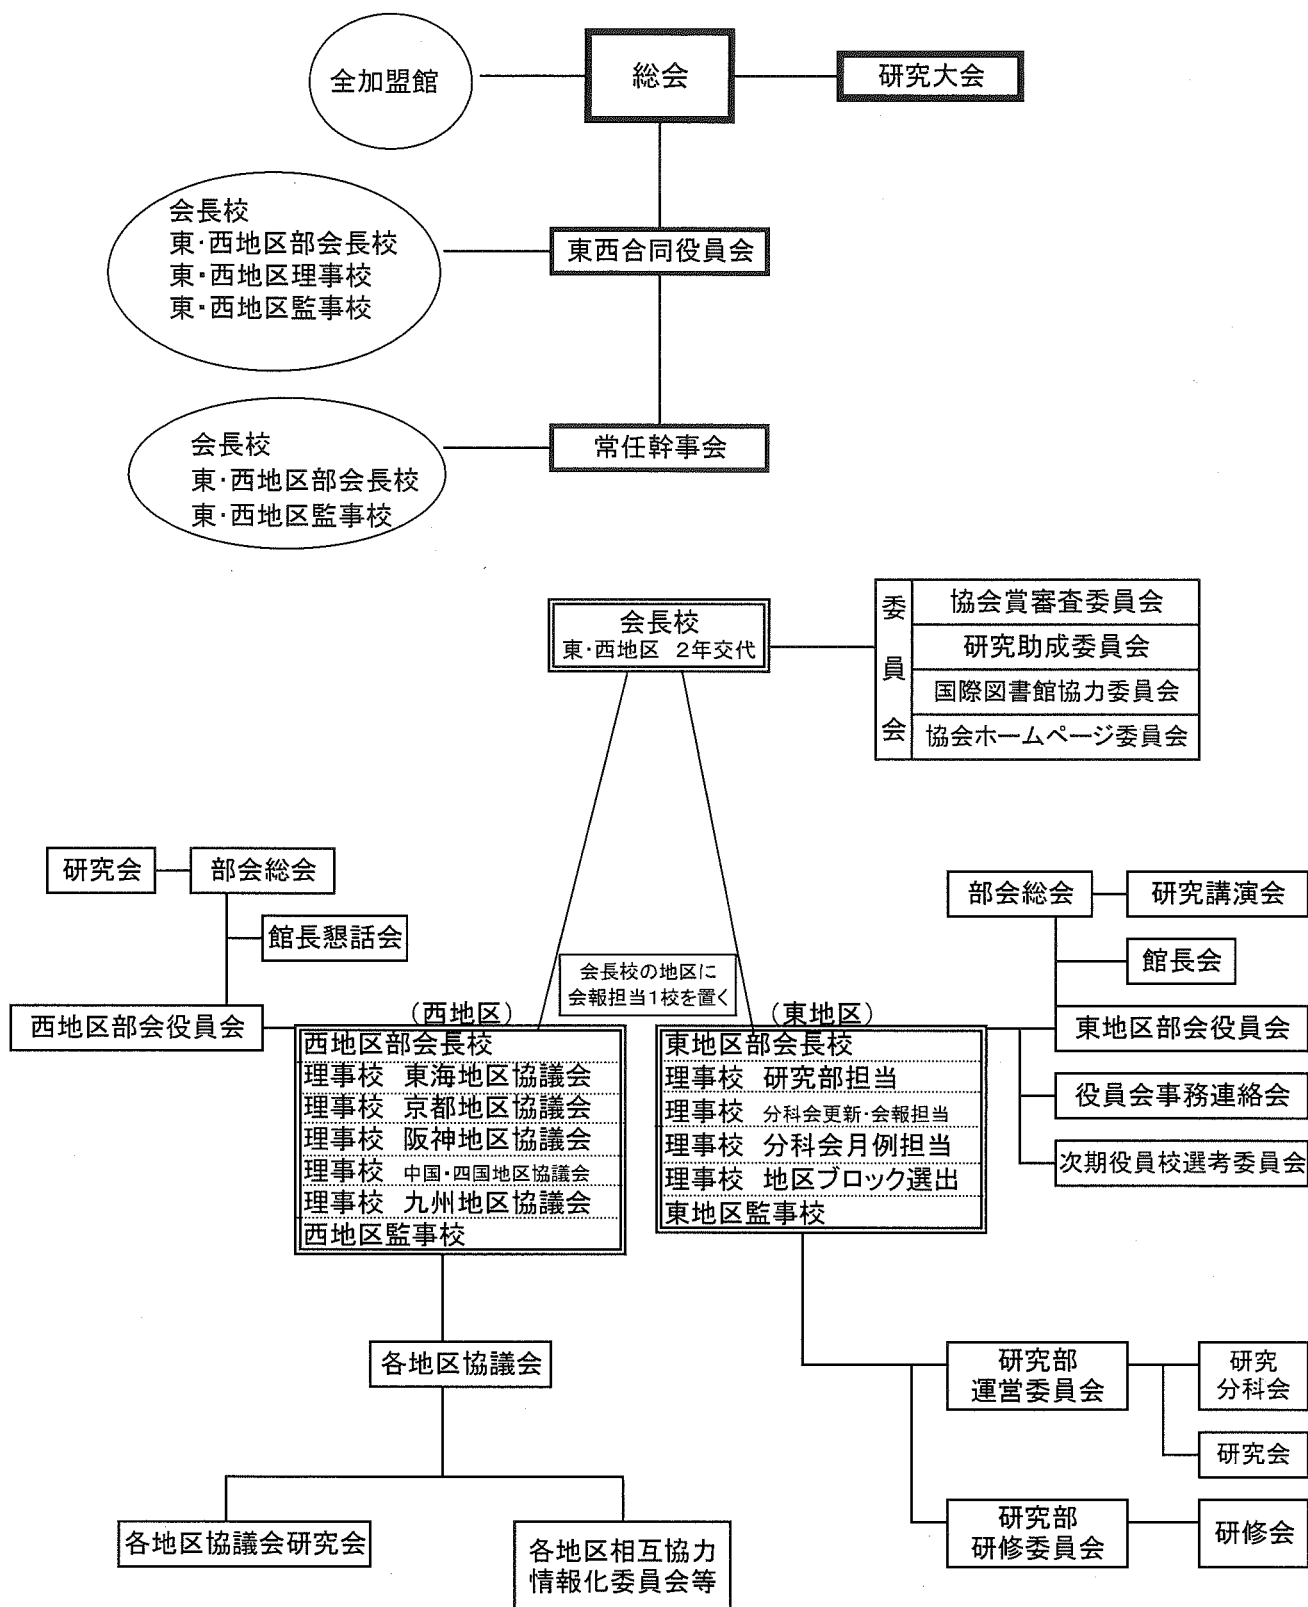 全加盟館
総会
研究大会
会長校
東・西地区部会長校
東・西地区理事校
東・西地区監事校
東西合同役員会
会長校
東・西地区部会長校
東・西地区監事校
常任幹事会
会長校
東・西地区 2年交代
委員会
協会賞審査委員会
研究助成委員会
国際図書館協力委員会
協会ホームページ委員会
研究会
部会総会
館長懇話会
西地区部会役員会
会長校の地区に
会報担当1校を置く
(西地区)
西地区部会長校
理事校 東海地区協議会
理事校 京都地区協議会
理事校 阪神地区協議会
理事校 中国・四国地区協議会
理事校 九州地区協議会
西地区監事校
(東地区)
東地区部会長校
理事校 研究部担当
理事校 分科会更新・会報担当
理事校 分科会月例担当
理事校 地区ブロック選出
東地区監事校
部会総会
研究講演会
館長会
東地区部会役員会
役員会事務連絡会
次期役員校選考委員会
各地区協議会
各地区協議会研究会
各地区相互協力
情報化委員会等
研究部
運営委員会
研究
分科会
研究会
研究部
研修委員会
研修会